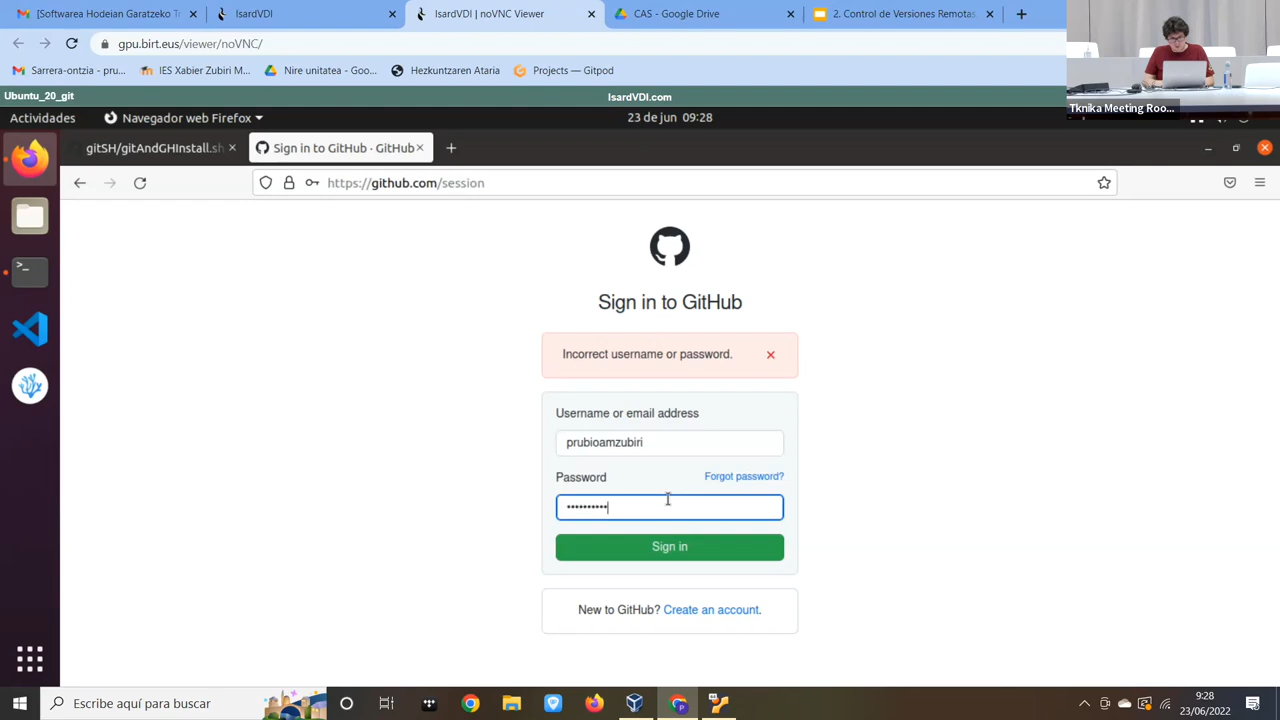 [Softwarea Garatzeko T
IsardVDI
IsardVDI | noVNC Viewer
CAS - Google Drive
2. Control de Versiones Remotas
gpu.birt.eus/viewer/noVNC/
Sarrera-ontzia - pru...
IES Xabier Zubiri M...
Nire unitatea - Goo...
Hezkuntzaren Ataria
Projects — Gitpod
Ubuntu_20_git
IsardVDI.com
Tknika Meeting Roo...
Actividades
Navegador web Firefox
23 de jun 09:28
gitSH/gitAndGHInstall.sh
Sign in to GitHub · GitHub
https://github.com/session
Sign in to GitHub
Incorrect username or password.
Username or email address
prubioamzubiri
Password
Forgot password?
••••••••••
Sign in
New to GitHub? Create an account.
Escribe aquí para buscar
9:28
23/06/2022